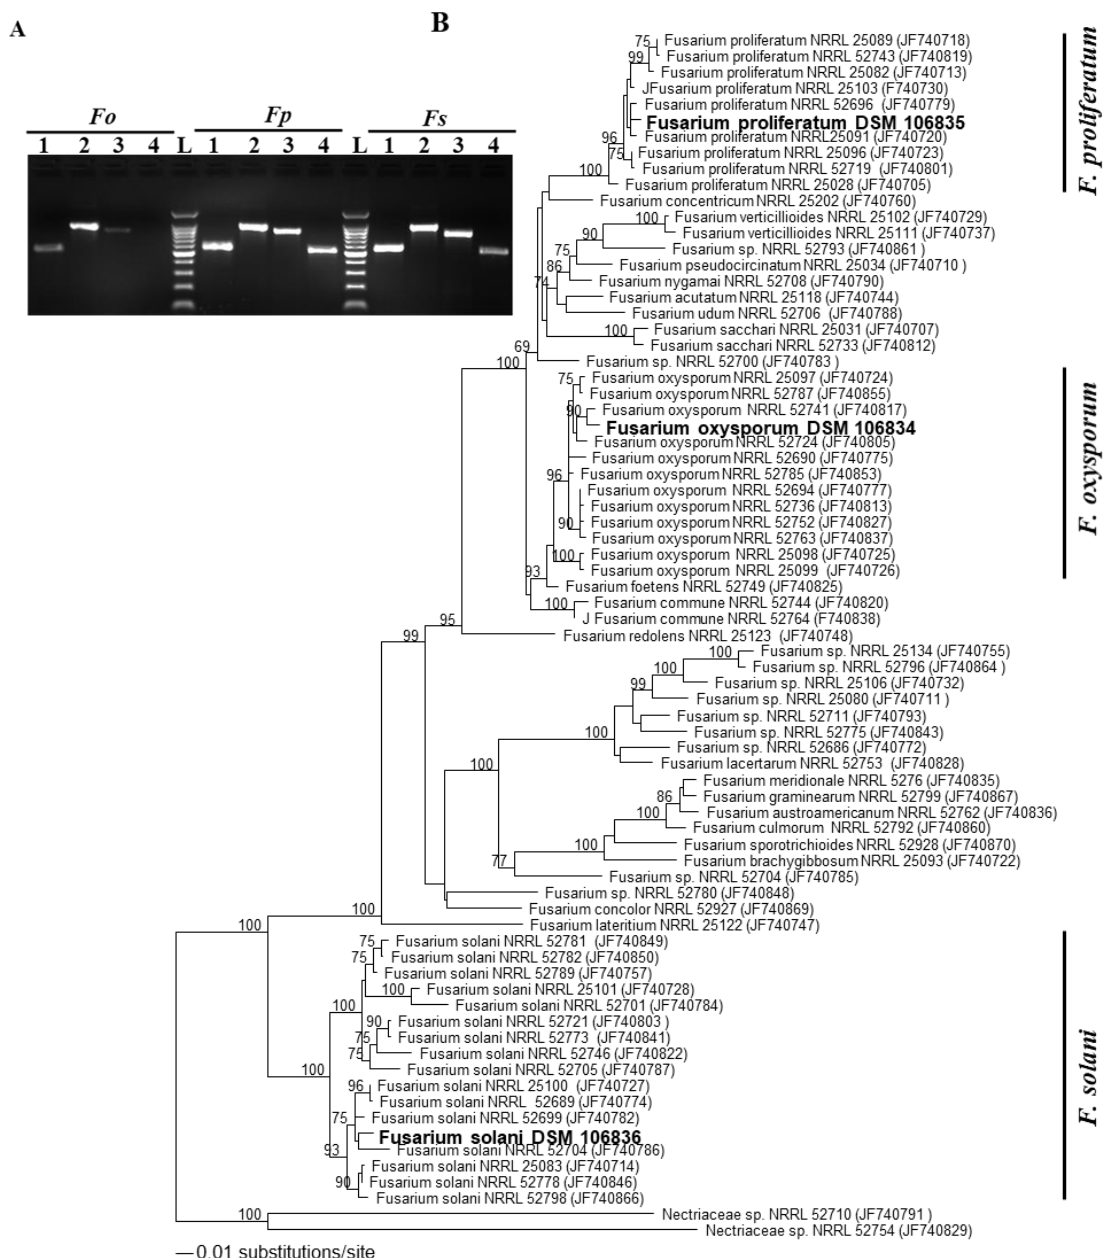 A
B
Fo Fp Fs
1 2 3 4 L 1 2 3 4 L 1 2 3 4
75 Fusarium proliferatum NRRL 25089 (JF740718)
99 Fusarium proliferatum NRRL 52743 (JF740819)
Fusarium proliferatum NRRL 25082 (JF740713)
JFusarium proliferatum NRRL 25103 (F740730)
Fusarium proliferatum NRRL 52696 (JF740779)
Fusarium proliferatum DSM 106835
96 Fusarium proliferatum NRRL25091 (JF740720)
75 Fusarium proliferatum NRRL 25096 (JF740723)
100 Fusarium proliferatum NRRL 52719 (JF740801)
Fusarium proliferatum NRRL 25028 (JF740705)
F. proliferatum
Fusarium concentricum NRRL 25202 (JF740760)
100 Fusarium verticillioides NRRL 25102 (JF740729)
90 Fusarium verticillioides NRRL 25111 (JF740737)
75 Fusarium sp. NRRL 52793 (JF740861 )
86 Fusarium pseudocircinatum NRRL 25034 (JF740710 )
74 Fusarium nygamai NRRL 52708 (JF740790)
Fusarium acutatum NRRL 25118 (JF740744)
Fusarium udum NRRL 52706 (JF740788)
100 Fusarium sacchari NRRL 25031 (JF740707)
69 Fusarium sacchari NRRL 52733 (JF740812)
100 Fusarium sp. NRRL 52700 (JF740783 )
75 Fusarium oxysporum NRRL 25097 (JF740724)
Fusarium oxysporum NRRL 52787 (JF740855)
90 Fusarium oxysporum NRRL 52741 (JF740817)
Fusarium oxysporum DSM 106834
Fusarium oxysporum NRRL 52724 (JF740805)
Fusarium oxysporum NRRL 52690 (JF740775)
96 Fusarium oxysporum NRRL 52785 (JF740853)
Fusarium oxysporum NRRL 52694 (JF740777)
Fusarium oxysporum NRRL 52736 (JF740813)
90 Fusarium oxysporum NRRL 52752 (JF740827)
Fusarium oxysporum NRRL 52763 (JF740837)
100 Fusarium oxysporum NRRL 25098 (JF740725)
93 Fusarium oxysporum NRRL 25099 (JF740726)
F. oxysporum
Fusarium foetens NRRL 52749 (JF740825)
100 Fusarium commune NRRL 52744 (JF740820)
95 J Fusarium commune NRRL 52764 (F740838)
99 Fusarium redolens NRRL 25123 (JF740748)
100 Fusarium sp. NRRL 25134 (JF740755)
100 Fusarium sp. NRRL 52796 (JF740864 )
99 Fusarium sp. NRRL 25106 (JF740732)
Fusarium sp. NRRL 25080 (JF740711 )
Fusarium sp. NRRL 52711 (JF740793)
100 Fusarium sp. NRRL 52775 (JF740843)
Fusarium sp. NRRL 52686 (JF740772)
100 Fusarium lacertarum NRRL 52753 (JF740828)
Fusarium meridionale NRRL 5276 (JF740835)
86 Fusarium graminearum NRRL 52799 (JF740867)
100 Fusarium austroamericanum NRRL 52762 (JF740836)
Fusarium culmorum NRRL 52792 (JF740860)
100 Fusarium sporotrichioides NRRL 52928 (JF740870)
77 Fusarium brachygibbosum NRRL 25093 (JF740722)
Fusarium sp. NRRL 52704 (JF740785)
Fusarium sp. NRRL 52780 (JF740848)
100 Fusarium concolor NRRL 52927 (JF740869)
100 Fusarium lateritium NRRL 25122 (JF740747)
75 Fusarium solani NRRL 52781 (JF740849)
75 Fusarium solani NRRL 52782 (JF740850)
Fusarium solani NRRL 52789 (JF740757)
100 Fusarium solani NRRL 25101 (JF740728)
100 Fusarium solani NRRL 52701 (JF740784)
90 Fusarium solani NRRL 52721 (JF740803 )
75 Fusarium solani NRRL 52773 (JF740841)
75 Fusarium solani NRRL 52746 (JF740822)
100 Fusarium solani NRRL 52705 (JF740787)
96 Fusarium solani NRRL 25100 (JF740727)
Fusarium solani NRRL 52689 (JF740774)
75 Fusarium solani NRRL 52699 (JF740782)
Fusarium solani DSM 106836
93 Fusarium solani NRRL 52704 (JF740786)
Fusarium solani NRRL 25083 (JF740714)
90 Fusarium solani NRRL 52778 (JF740846)
Fusarium solani NRRL 52798 (JF740866)
F. solani
100 Nectriaceae sp. NRRL 52710 (JF740791 )
Nectriaceae sp. NRRL 52754 (JF740829)
0.01 substitutions/site